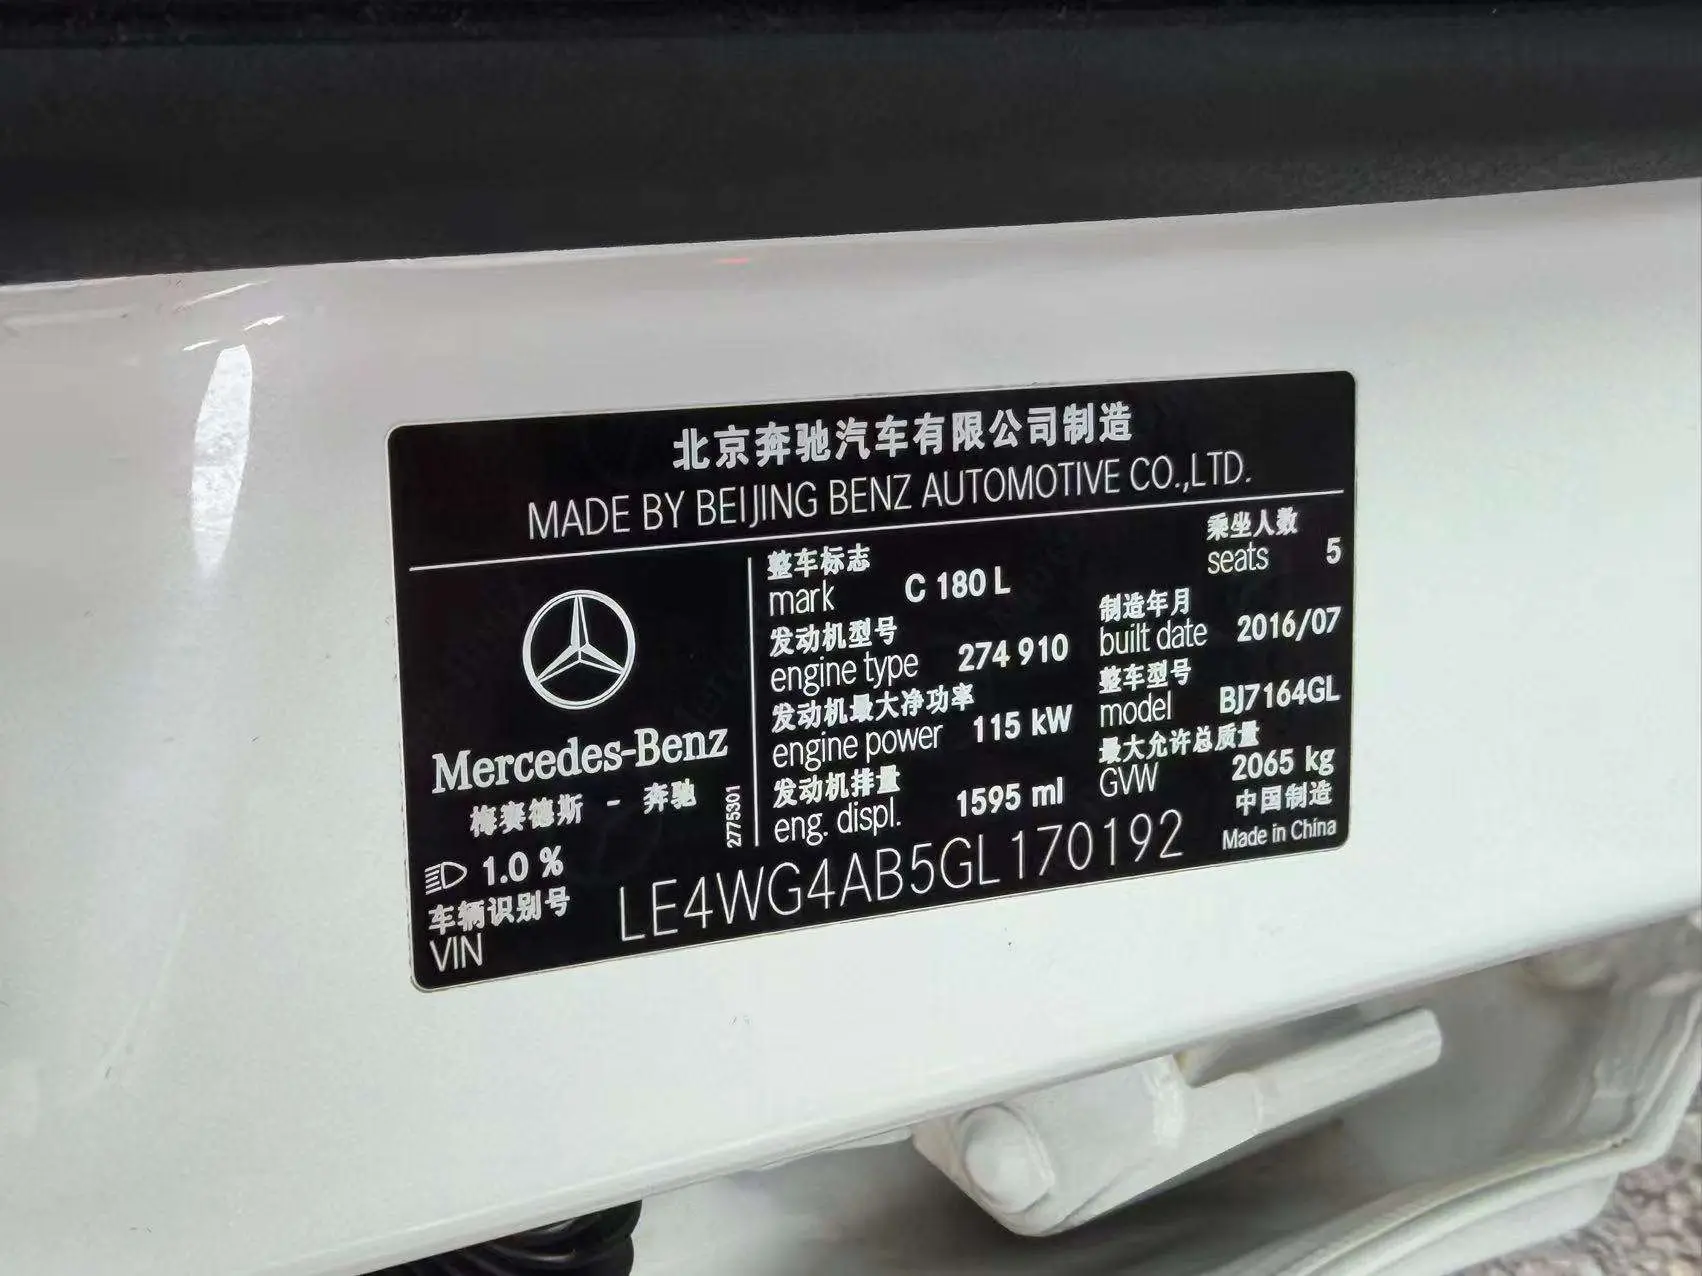 北京奔驰汽车有限公司制造
MADE BY BEIJING BENZ AUTOMOTIVE CO.,LTD.
Mercedes-Benz
梅赛德斯 - 奔驰
2775301
1.0 %
整车标志
mark C 180 L
乘坐人数
seats 5
发动机型号
engine type 274 910
制造年月
built date 2016/07
发动机最大净功率
engine power 115 kW
整车型号
model BJ7164GL
发动机排量
eng. displ. 1595 ml
最大允许总质量
GVW 2065 kg
中国制造
Made in China
车辆识别号
VIN LE4WG4AB5GL170192